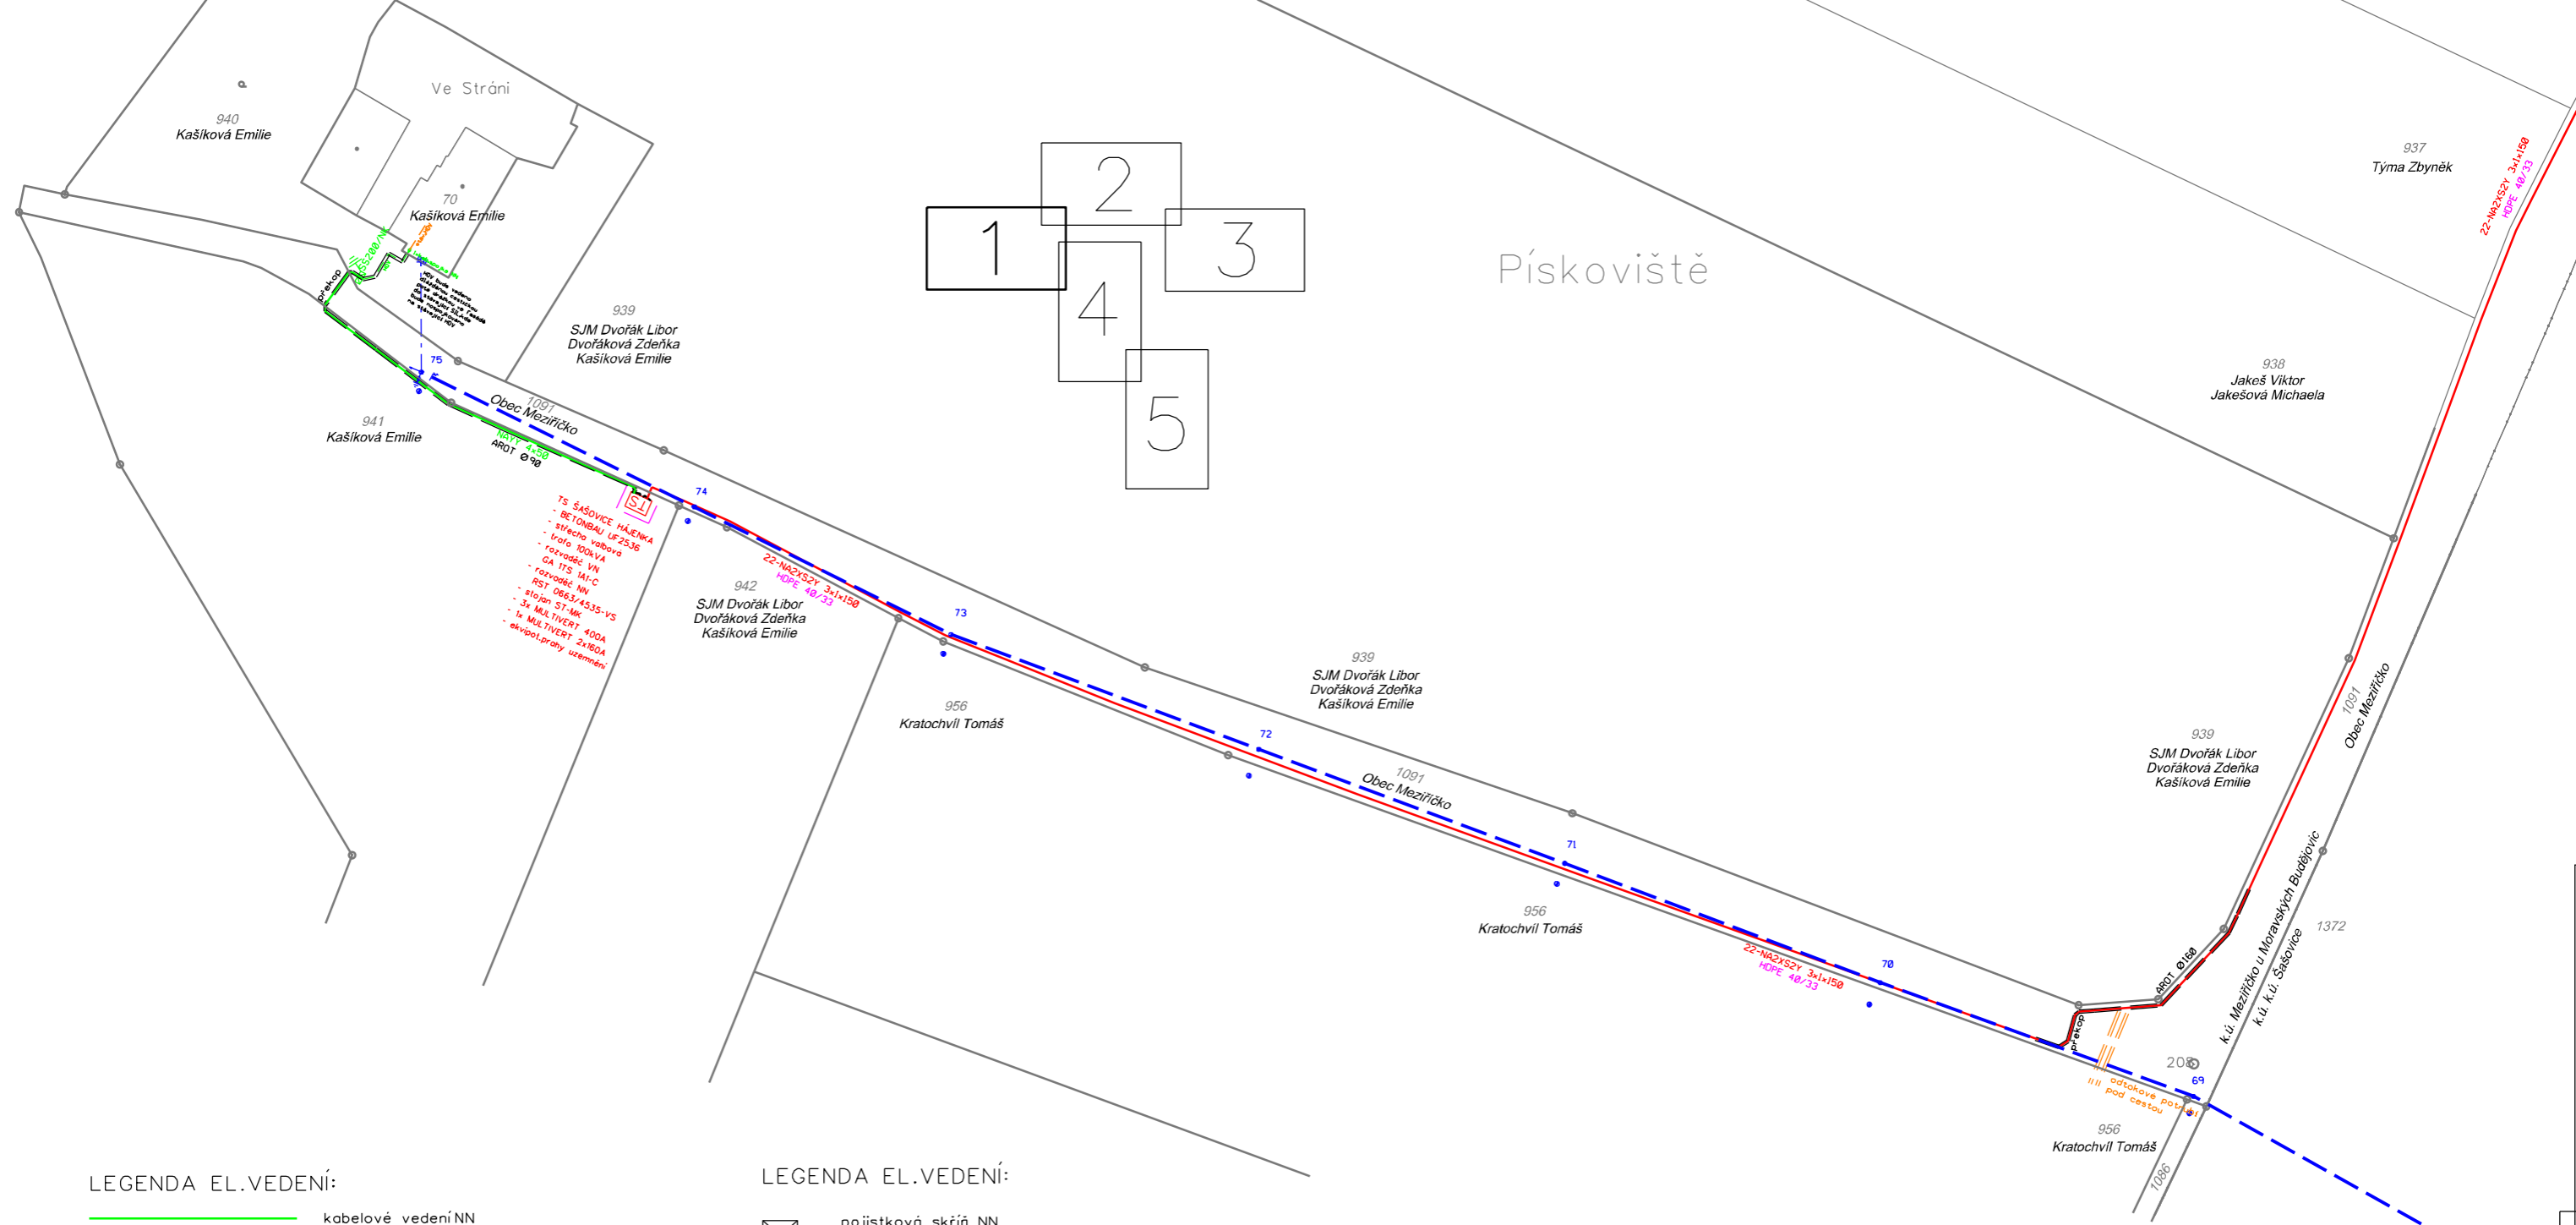 Ve Stráni
940
Kašíková Emilie
70
Kašíková Emilie
překop
HDV bude vedeno
939
SJM Dvořák Libor
Dvořáková Zdeňka
Kašíková Emilie
75
1091
Obec Meziříčko
941
Kašíková Emilie
NAYY 4x50
AROT Ø90
TS
74
TS ŠAŠOVICE HÁJENKA
- BETONBAU UF2536
- střecha valbová
- trafo 100kVA
- rozvaděč VN
GA 1TS 1A1-C
- rozvaděč NN
RST 0663/4535-VS
- stojan ST-MK
- 3x MULTIVERT 400A
- 1x MULTIVERT 2x160A
- ekvipot.prahy uzemnění
22-NA2XS2Y 3x1x150
HDPE 40/33
942
SJM Dvořák Libor
Dvořáková Zdeňka
Kašíková Emilie
73
956
Kratochvíl Tomáš
1
2
3
4
5
Pískoviště
937
Týma Zbyněk
22-NA2XS2Y 3x1x150
HDPE 40/33
938
Jakeš Viktor
Jakešová Michaela
72
939
SJM Dvořák Libor
Dvořáková Zdeňka
Kašíková Emilie
1091
Obec Meziříčko
71
956
Kratochvíl Tomáš
22-NA2XS2Y 3x1x150
HDPE 40/33
70
939
SJM Dvořák Libor
Dvořáková Zdeňka
Kašíková Emilie
1091
Obec Meziříčko
k.ú. Meziříčko u Moravských Budějovic
k.ú. k.ú. Šašovice
1372
AROT Ø160
překop
69
odtokové potrubí
pod cestou
956
Kratochvíl Tomáš
1086
LEGENDA EL.VEDENÍ:
kabelové vedení NN
LEGENDA EL.VEDENÍ:
pojistková skříň NN